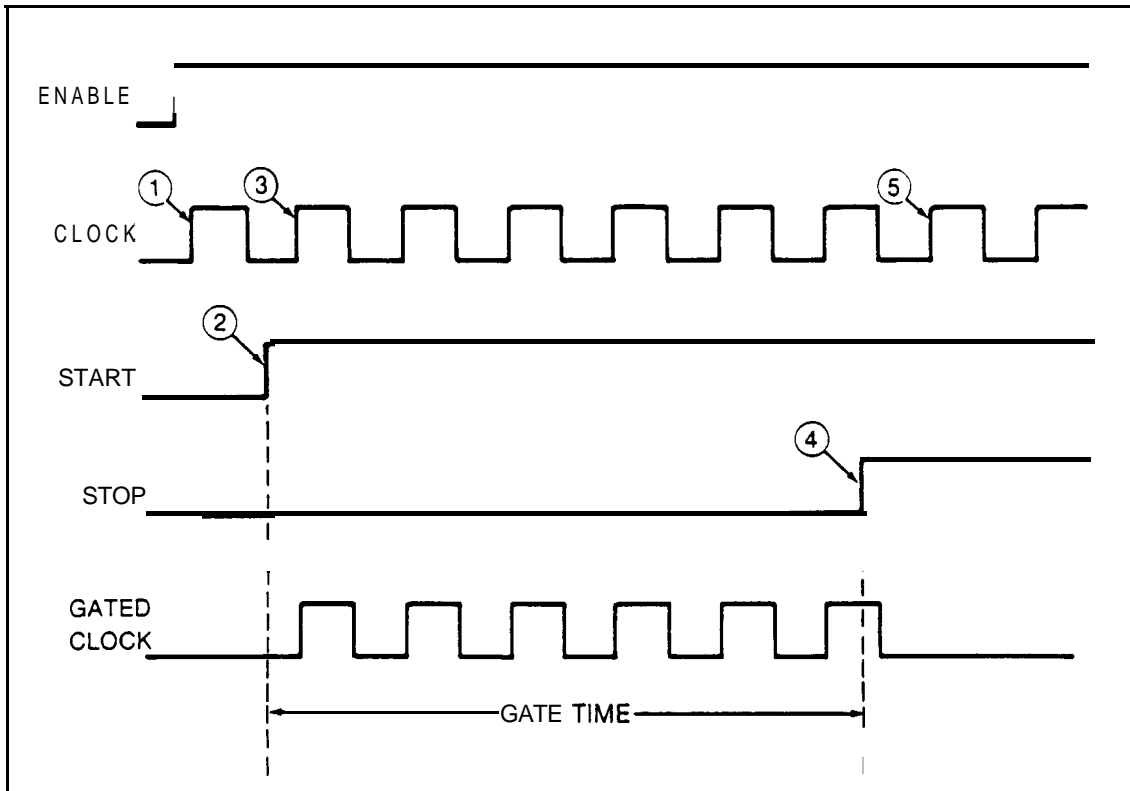 ENABLE
1
3
5
CLOCK
2
START
4
STOP
GATED
CLOCK
GATE TIME